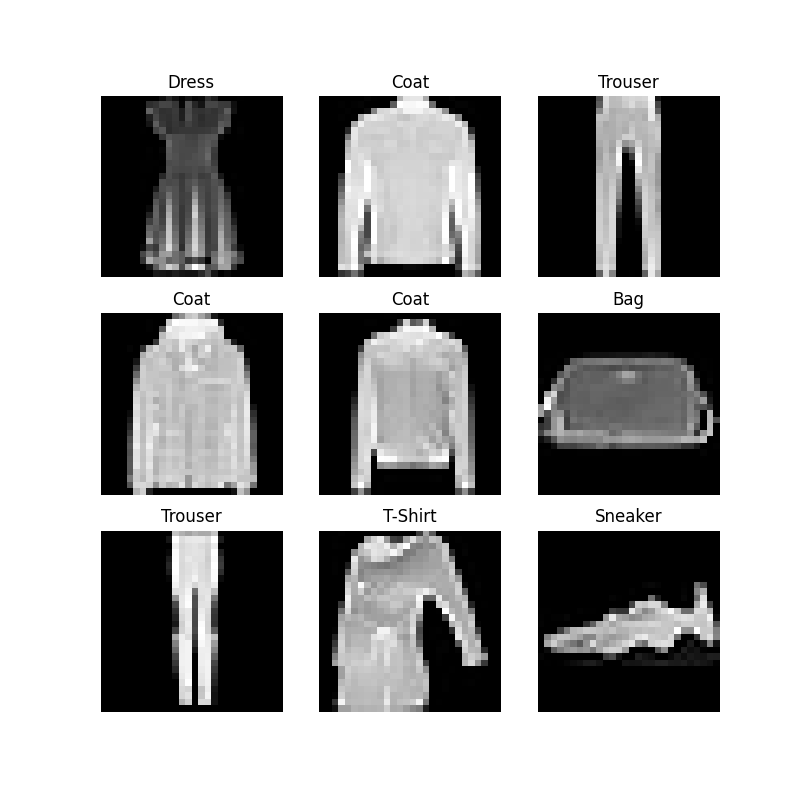 Dress
Coat
Trouser
Coat
Coat
Bag
Trouser
T-Shirt
Sneaker